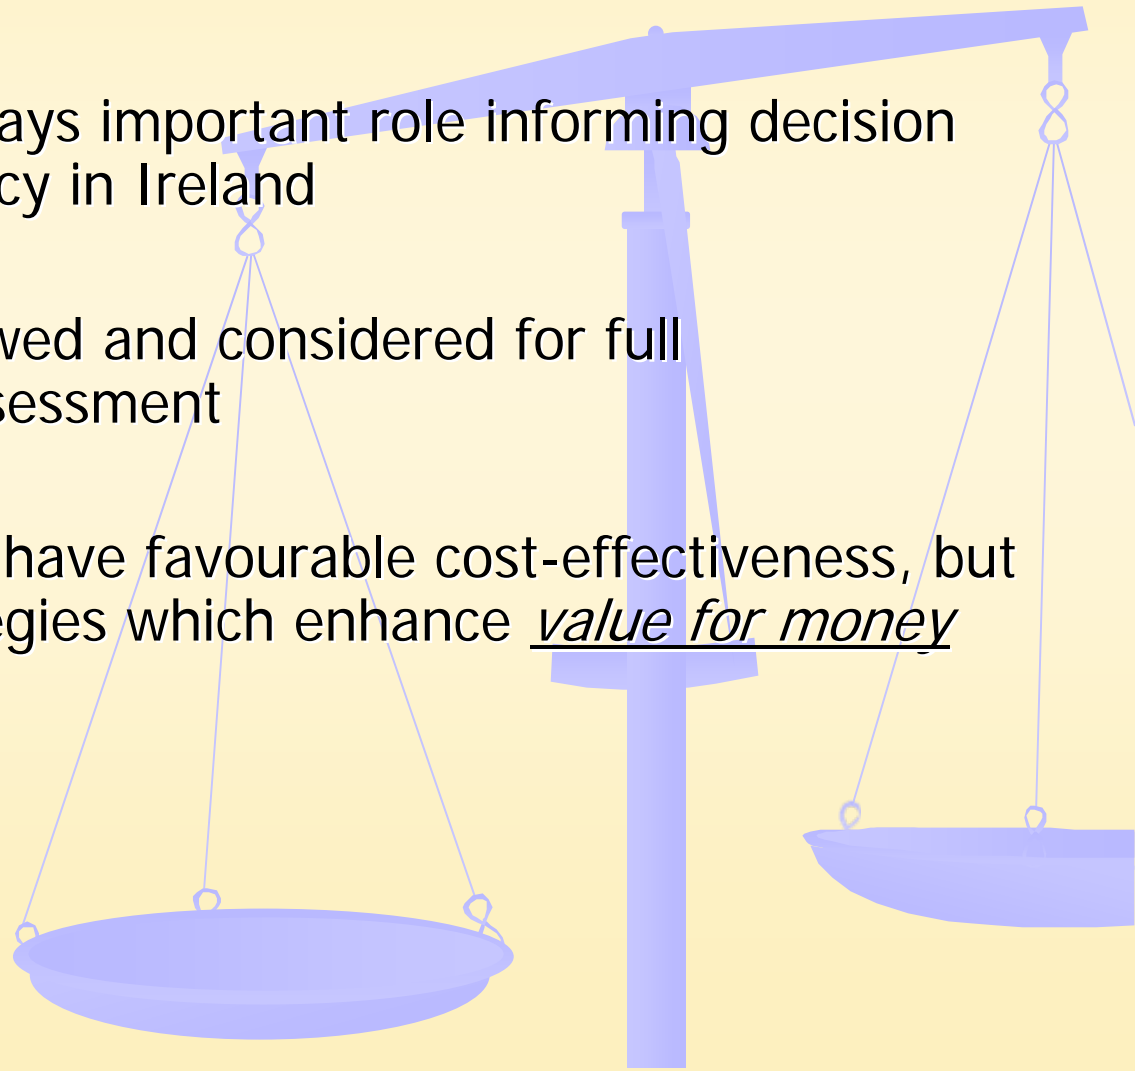 ays important role informing decision
cy in Ireland
wed and considered for full
sessment
have favourable cost-effectiveness, but
egies which enhance value for money